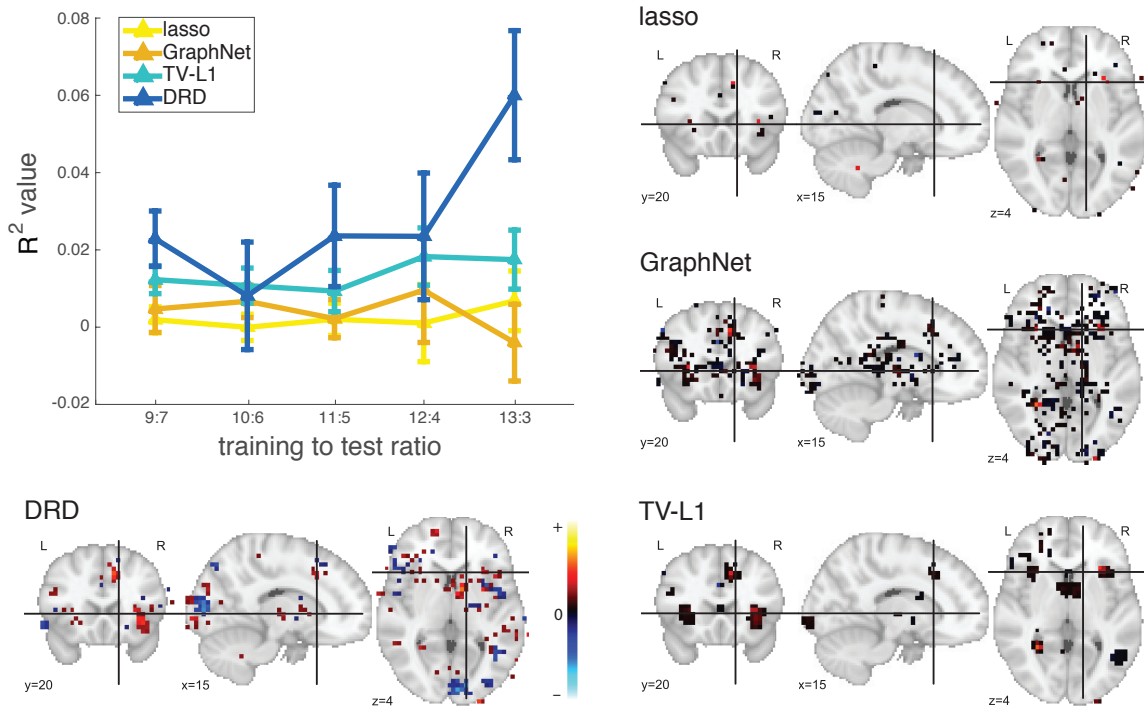 0.08
0.06
0.04
0.02
0
-0.02
R² value
lasso
GraphNet
TV-L1
DRD
9:7
10:6
11:5
12:4
13:3
training to test ratio
lasso
L
R
L
R
y=20
x=15
z=4
GraphNet
L
R
L
R
y=20
x=15
z=4
DRD
L
R
L
R
y=20
x=15
z=4
+
0
−
TV-L1
L
R
L
R
y=20
x=15
z=4